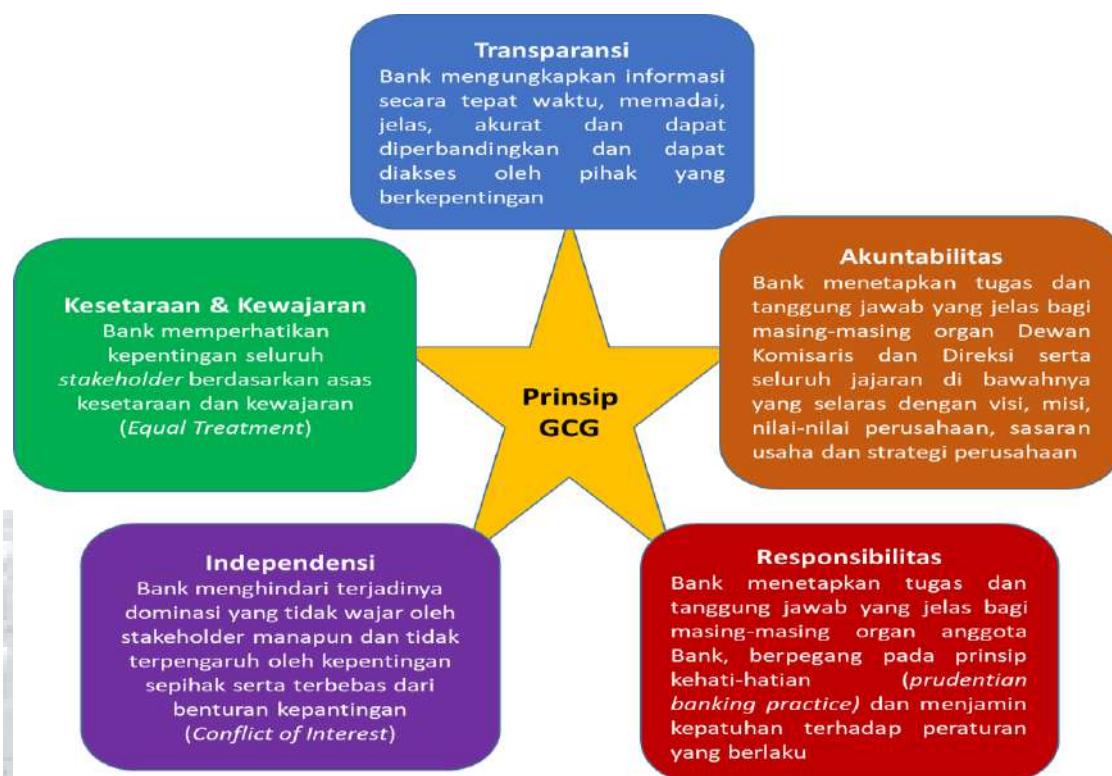 Transparansi
Bank mengungkapkan informasi
secara tepat waktu, memadai,
jelas, akurat dan dapat
diperbandingkan dan dapat
diakses oleh pihak yang
berkepentingan
Kesetaraan & Kewajaran
Bank memperhatikan
kepentingan seluruh
stakeholder berdasarkan asas
kesetaraan dan kewajaran
(Equal Treatment)
Prinsip
GCG
Akuntabilitas
Bank menetapkan tugas dan
tanggung jawab yang jelas bagi
masing-masing organ Dewan
Komisaris dan Direksi serta
seluruh jajaran di bawahnya
yang selaras dengan visi, misi,
nilai-nilai perusahaan, sasaran
usaha dan strategi perusahaan
Independensi
Bank menghindari terjadinya
dominasi yang tidak wajar oleh
stakeholder manapun dan tidak
terpengaruh oleh kepentingan
sepihak serta terbebas dari
benturan kepantingan
(Conflict of Interest)
Responsibilitas
Bank menetapkan tugas dan
tanggung jawab yang jelas bagi
masing-masing organ anggota
Bank, berpegang pada prinsip
kehati-hatian (prudentian
banking practice) dan menjamin
kepatuhan terhadap peraturan
yang berlaku